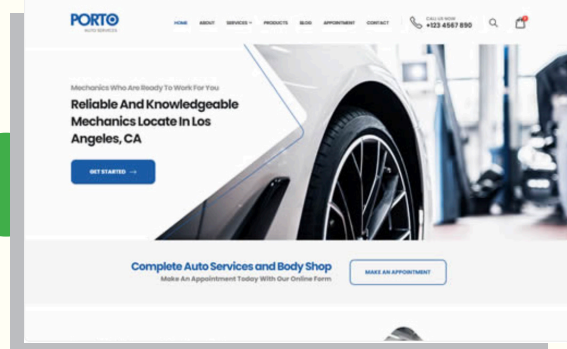 PORTO
AUTO SERVICES
HOME ABOUT SERVICES PRODUCTS BLOG APPOINTMENT CONTACT
CALL US NOW
+123 4567 890
Mechanics Who Are Ready To Work For You
Reliable And Knowledgeable
Mechanics Locate In Los
Angeles, CA
GET STARTED →
Complete Auto Services and Body Shop
Make An Appointment Today With Our Online Form
MAKE AN APPOINTMENT